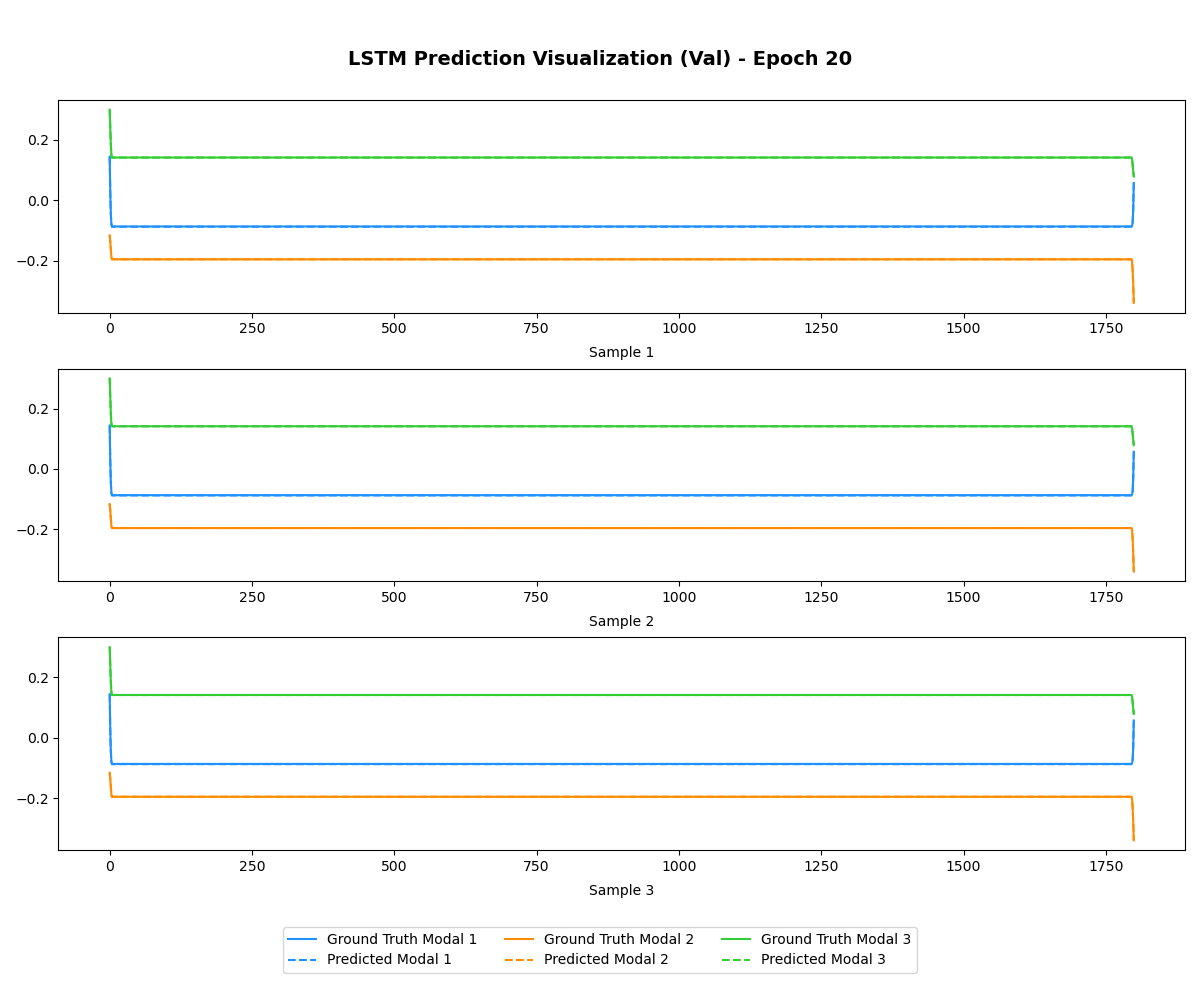 LSTM Prediction Visualization (Val) - Epoch 20
0.2
0.0
−0.2
0 250 500 750 1000 1250 1500 1750
Sample 1
0.2
0.0
−0.2
0 250 500 750 1000 1250 1500 1750
Sample 2
0.2
0.0
−0.2
0 250 500 750 1000 1250 1500 1750
Sample 3
Ground Truth Modal 1 Ground Truth Modal 2 Ground Truth Modal 3
Predicted Modal 1 Predicted Modal 2 Predicted Modal 3